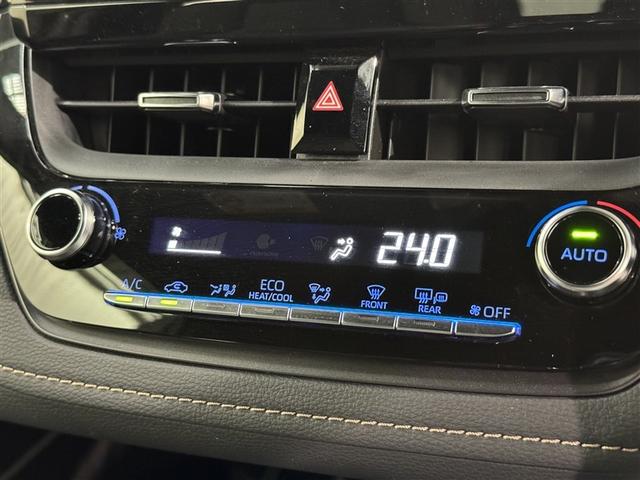 24.0
AUTO
A/C
ECO
HEAT/COOL
FRONT
REAR
OFF